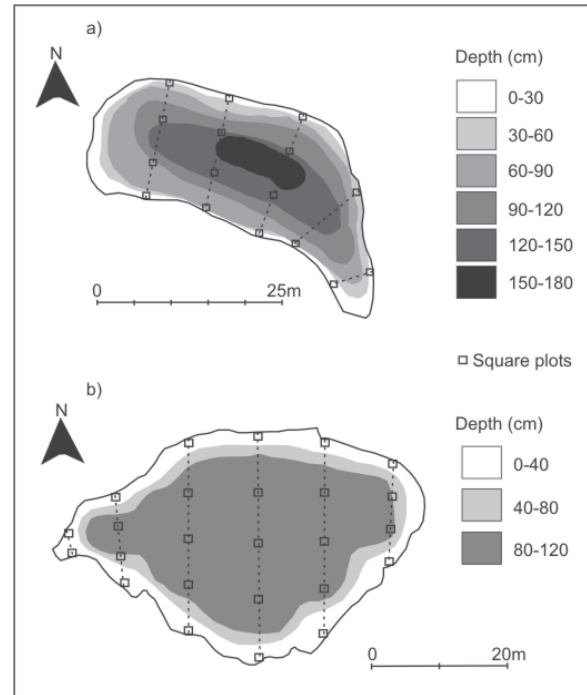 a)
N
Depth (cm)
0-30
30-60
60-90
90-120
120-150
150-180
0 25m
Square plots
b)
N
Depth (cm)
0-40
40-80
80-120
0 20m